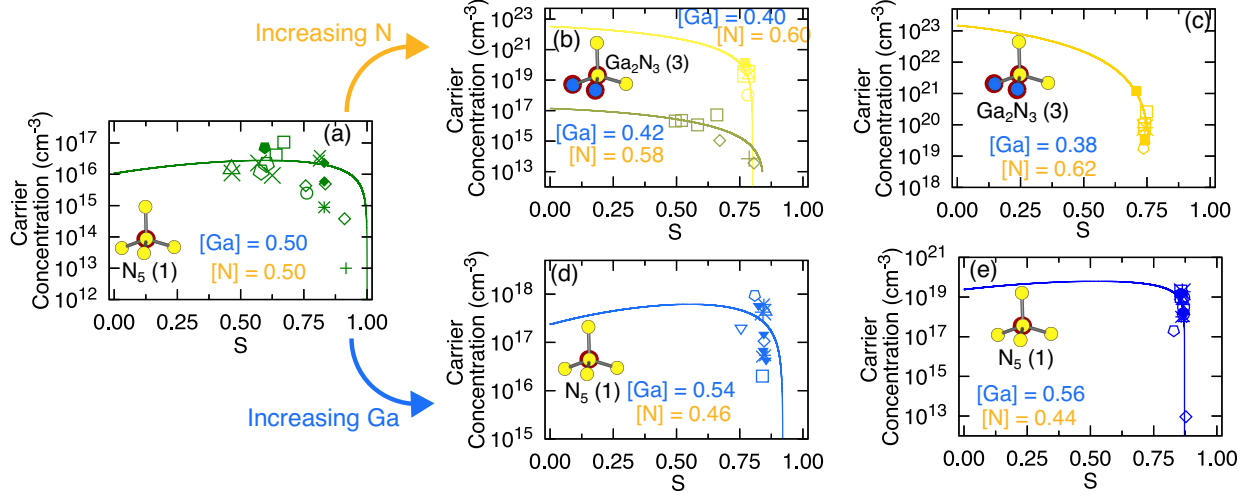 Increasing N
(a)
Carrier
Concentration (cm⁻³)
10¹⁷
10¹⁶
10¹⁵
10¹⁴
10¹³
10¹²
N₅ (1)
[Ga] = 0.50
[N] = 0.50
0.00 0.25 0.50 0.75 1.00
S
Increasing Ga
(b)
[Ga] = 0.40
[N] = 0.60
Carrier
Concentration (cm⁻³)
10²³
10²¹
10¹⁹
10¹⁷
10¹⁵
10¹³
Ga₂N₃ (3)
[Ga] = 0.42
[N] = 0.58
0.00 0.25 0.50 0.75 1.00
S
(c)
Carrier
Concentration (cm⁻³)
10²³
10²²
10²¹
10²⁰
10¹⁹
10¹⁸
Ga₂N₃ (3)
[Ga] = 0.38
[N] = 0.62
0.00 0.25 0.50 0.75 1.00
S
(d)
Carrier
Concentration (cm⁻³)
10¹⁸
10¹⁷
10¹⁶
10¹⁵
N₅ (1)
[Ga] = 0.54
[N] = 0.46
0.00 0.25 0.50 0.75 1.00
S
(e)
Carrier
Concentration (cm⁻³)
10²¹
10¹⁹
10¹⁷
10¹⁵
10¹³
N₅ (1)
[Ga] = 0.56
[N] = 0.44
0.00 0.25 0.50 0.75 1.00
S